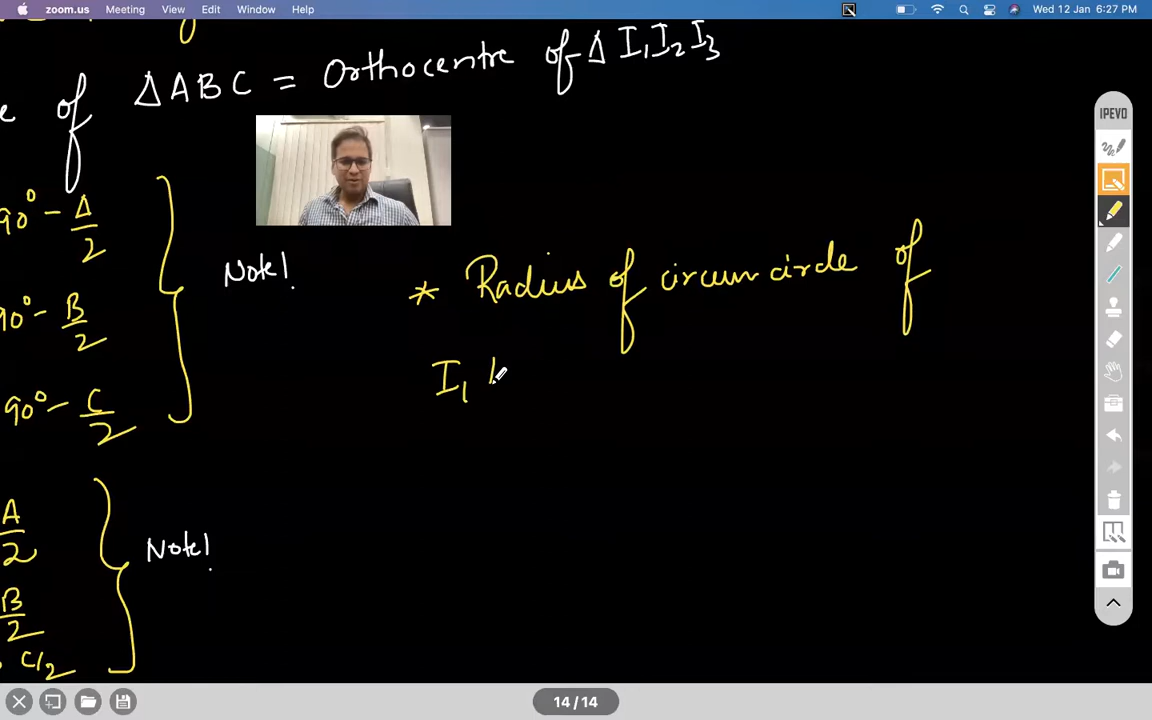 zoom.us Meeting View Edit Window Help Wed 12 Jan 6:27 PM
of ΔABC = Orthocentre of Δ I₁I₂I₃
IPEVO
90° - A/2
90° - B/2
90° - C/2
Note!
* Radius of circumcircle of
I₁
A/2
B/2
C/2
Note!
14 / 14